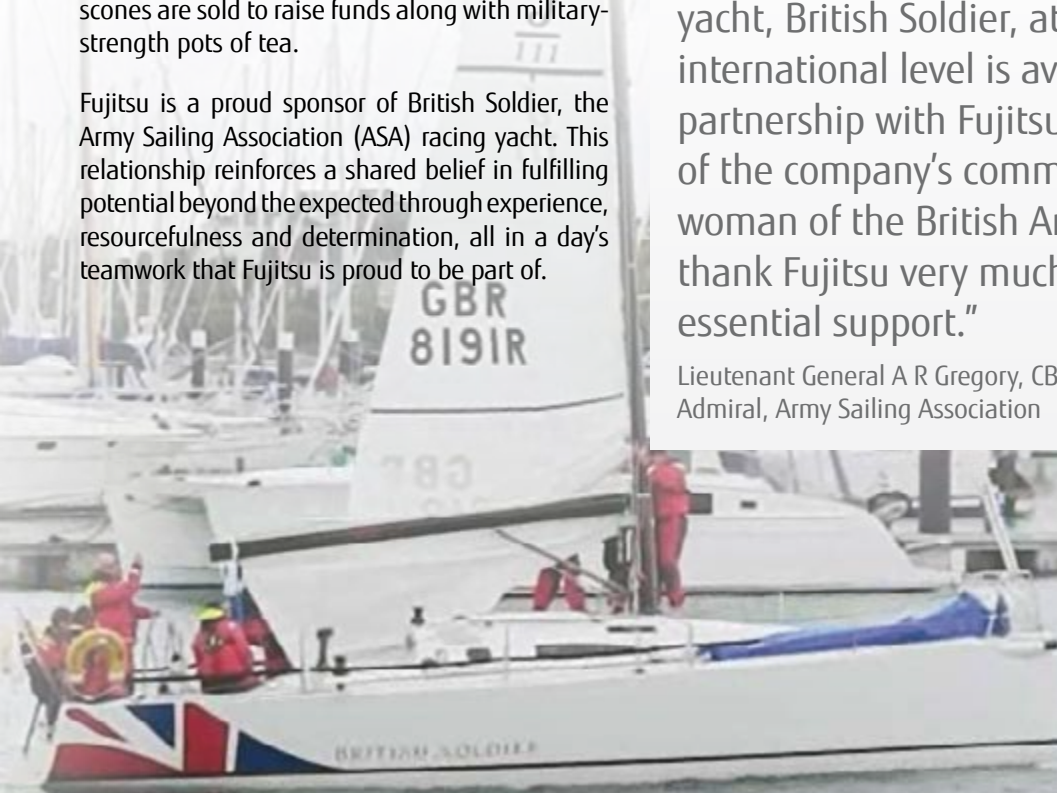 scones are sold to raise funds along with military-
strength pots of tea.
Fujitsu is a proud sponsor of British Soldier, the
Army Sailing Association (ASA) racing yacht. This
relationship reinforces a shared belief in fulfilling
potential beyond the expected through experience,
resourcefulness and determination, all in a day’s
teamwork that Fujitsu is proud to be part of.
yacht, British Soldier, at
international level is av
partnership with Fujitsu
of the company’s comm
woman of the British Ar
thank Fujitsu very much
essential support.”
Lieutenant General A R Gregory, CB
Admiral, Army Sailing Association
111
GBR
8191R
BRITISH SOLDIER